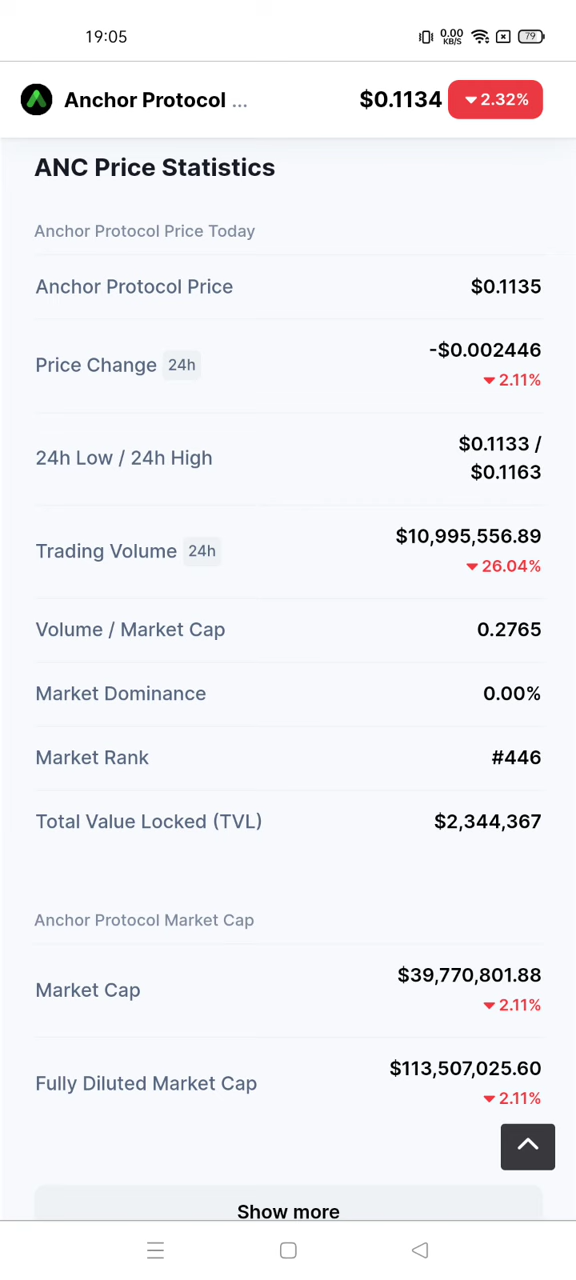 19:05
0.00
KB/S
79
Anchor Protocol ...
$0.1134
2.32%
ANC Price Statistics
Anchor Protocol Price Today
Anchor Protocol Price
$0.1135
Price Change 24h
-$0.002446
2.11%
24h Low / 24h High
$0.1133 /
$0.1163
Trading Volume 24h
$10,995,556.89
26.04%
Volume / Market Cap
0.2765
Market Dominance
0.00%
Market Rank
#446
Total Value Locked (TVL)
$2,344,367
Anchor Protocol Market Cap
Market Cap
$39,770,801.88
2.11%
Fully Diluted Market Cap
$113,507,025.60
2.11%
Show more